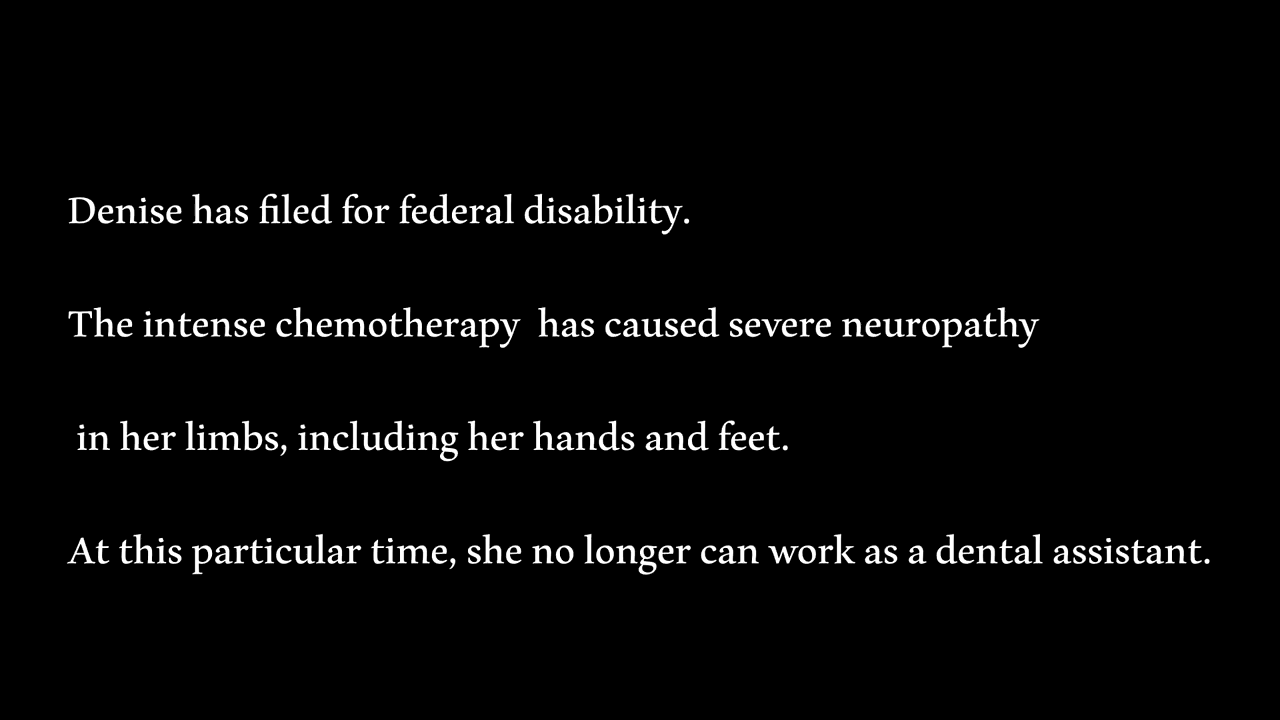 Denise has filed for federal disability.
The intense chemotherapy  has caused severe neuropathy
in her limbs, including her hands and feet.
At this particular time, she no longer can work as a dental assistant.